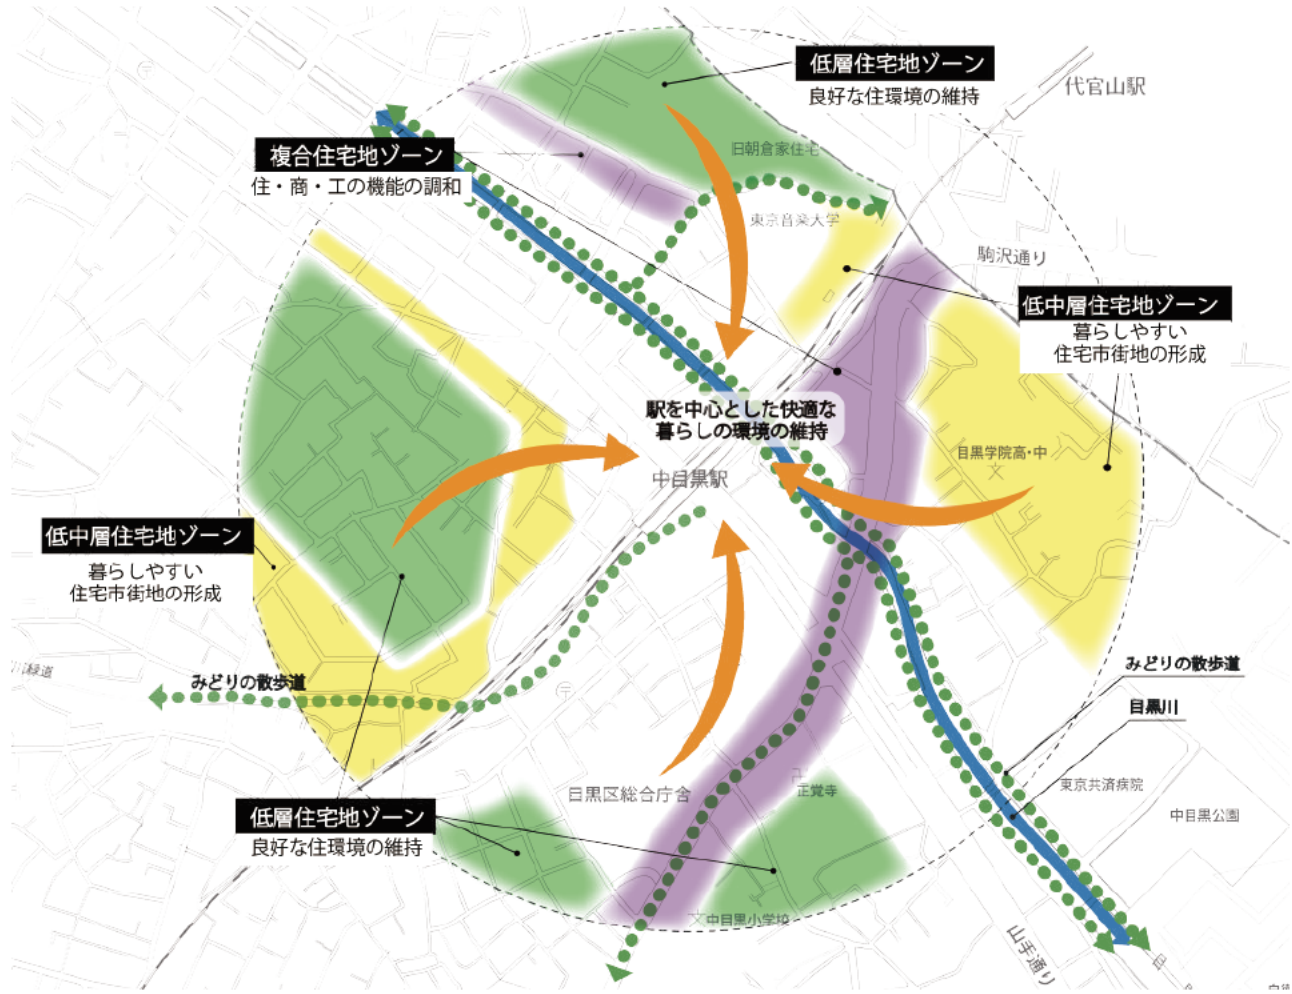 低層住宅地ゾーン
良好な住環境の維持
代官山駅
複合住宅地ゾーン
住・商・工の機能の調和
旧朝倉家住宅
東京音楽大学
駒沢通り
低中層住宅地ゾーン
暮らしやすい
住宅市街地の形成
駅を中心とした快適な
暮らしの環境の維持
目黒学院高・中
中目黒駅
低中層住宅地ゾーン
暮らしやすい
住宅市街地の形成
川緑道
みどりの散歩道
みどりの散歩道
目黒川
東京共済病院
中目黒公園
目黒区総合庁舎
正覚寺
低層住宅地ゾーン
良好な住環境の維持
中目黒小学校
山手通り
目